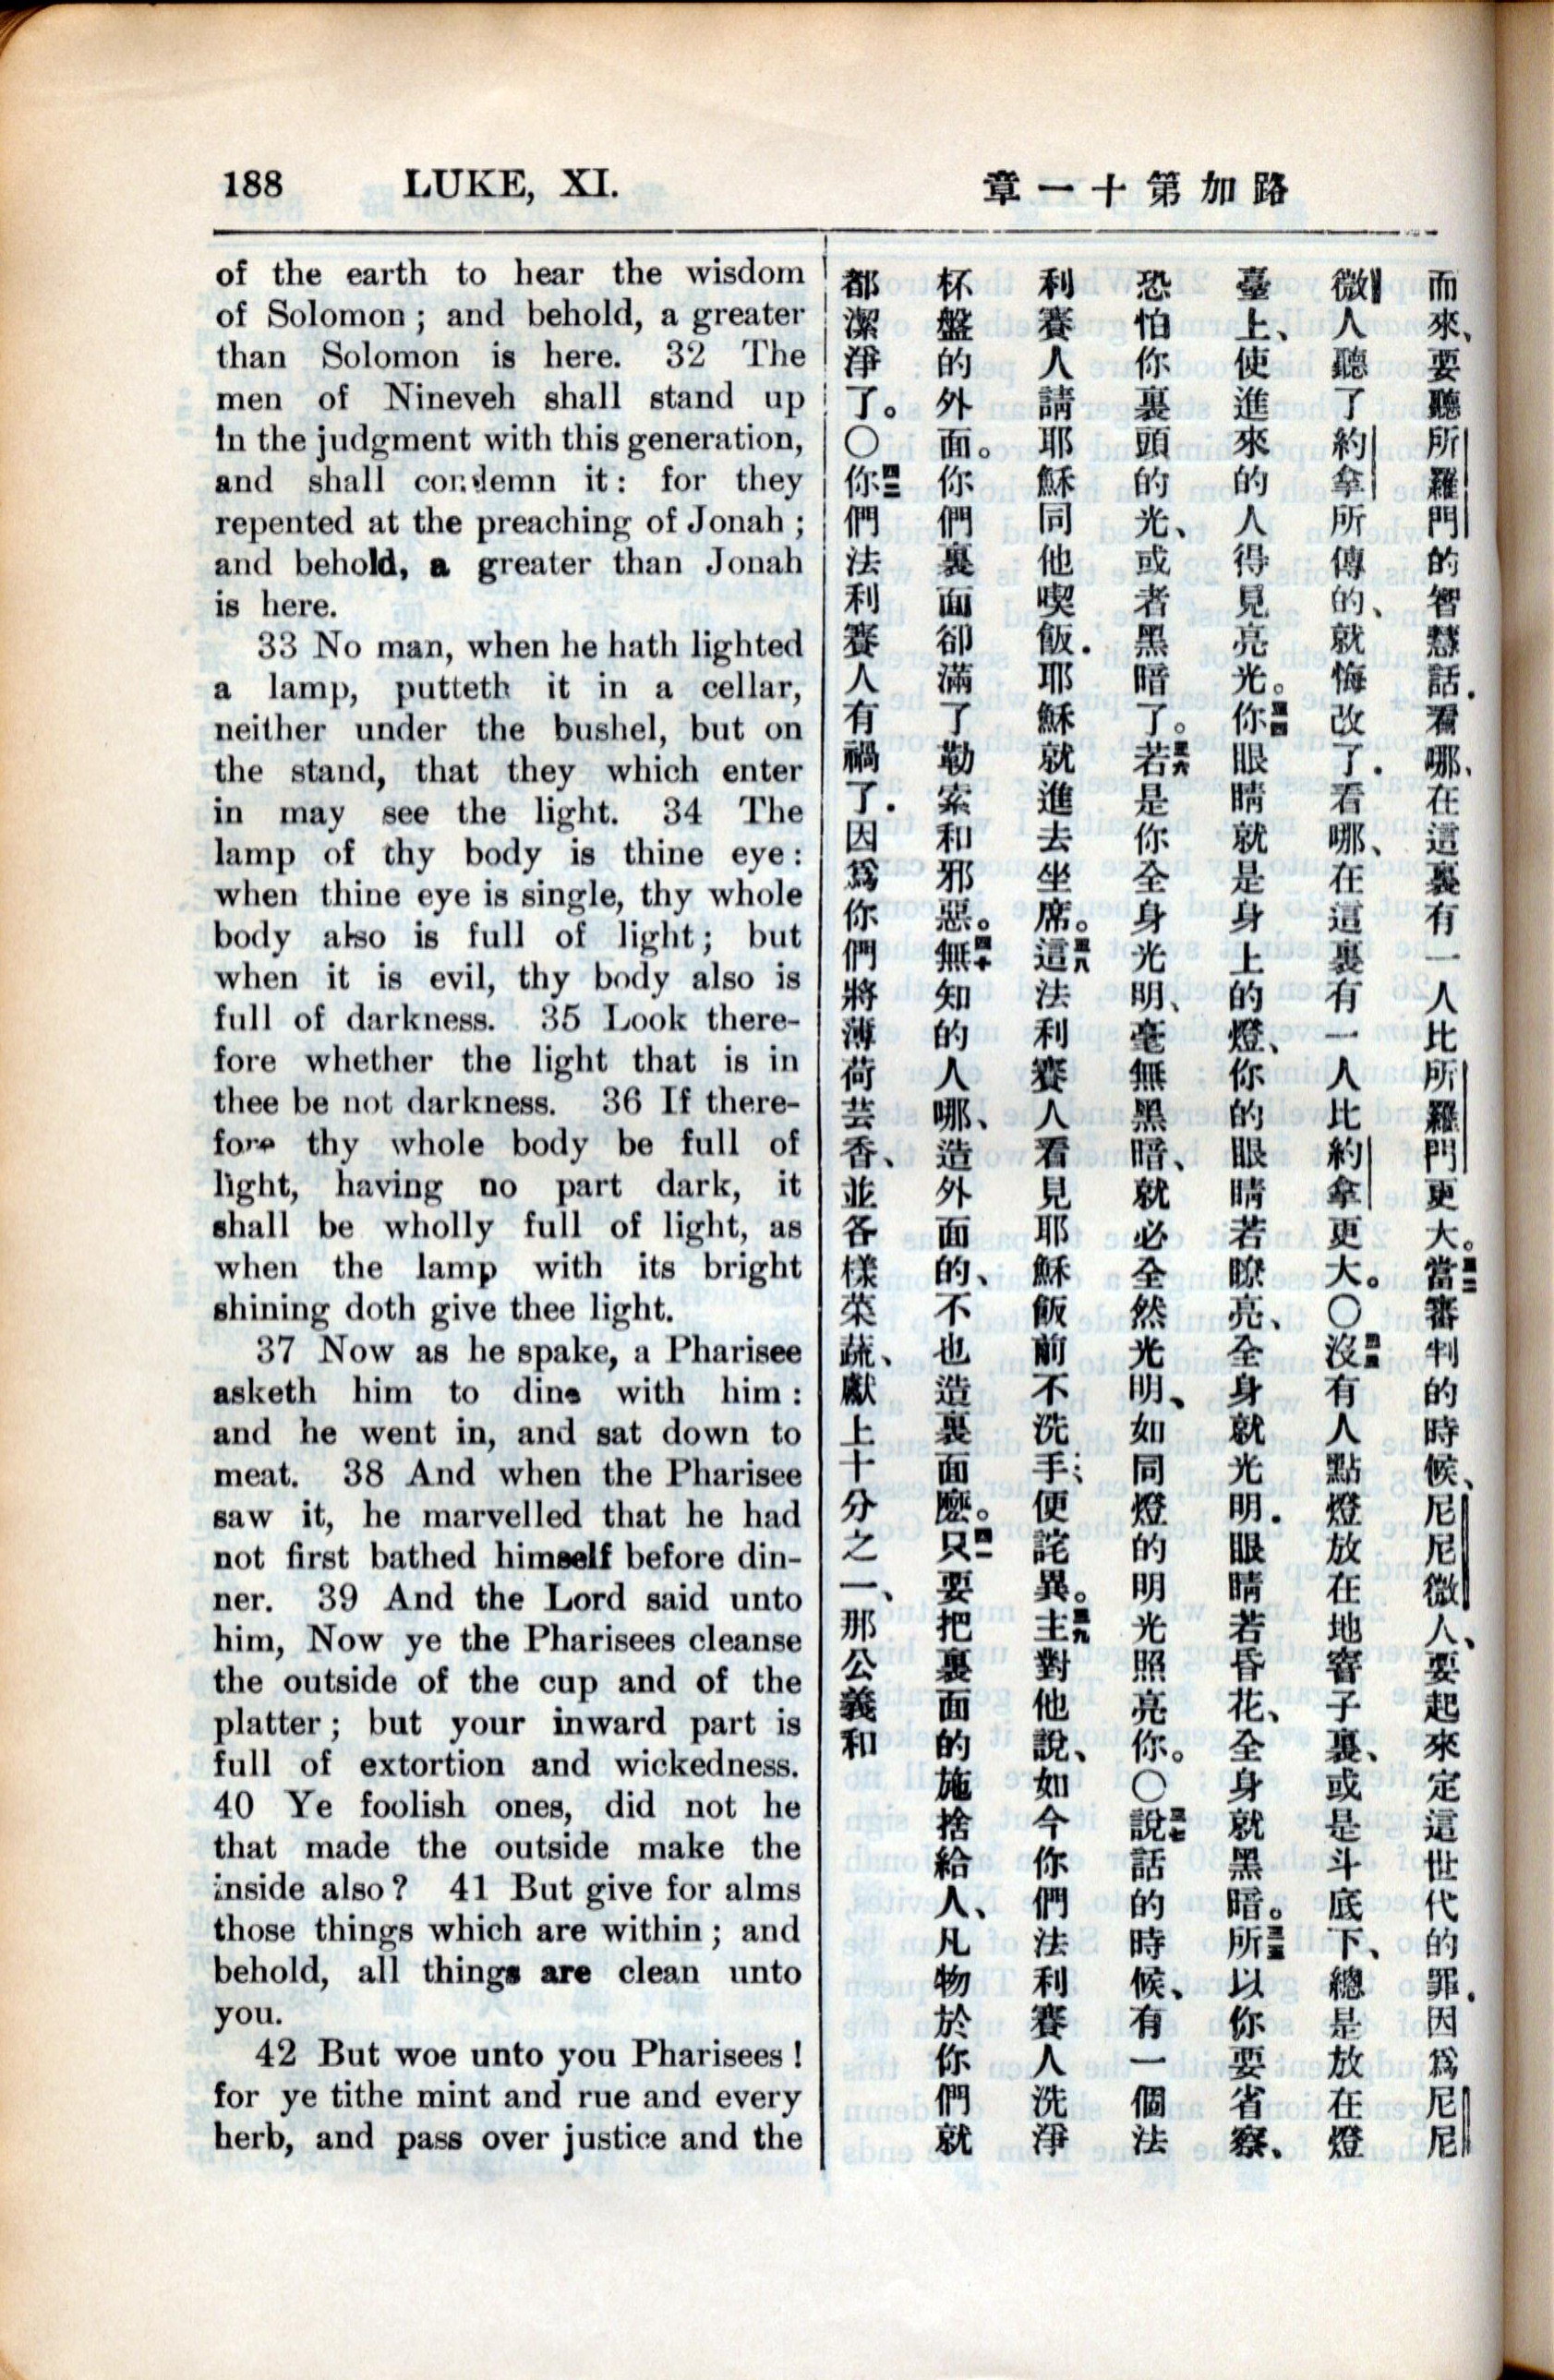 188 LUKE, XI.
章一十第加路
of the earth to hear the wisdom
of Solomon; and behold, a greater
than Solomon is here. 32 The
men of Nineveh shall stand up
in the judgment with this generation,
and shall condemn it: for they
repented at the preaching of Jonah;
and behold, a greater than Jonah
is here.
33 No man, when he hath lighted
a lamp, putteth it in a cellar,
neither under the bushel, but on
the stand, that they which enter
in may see the light. 34 The
lamp of thy body is thine eye:
when thine eye is single, thy whole
body also is full of light; but
when it is evil, thy body also is
full of darkness. 35 Look there-
fore whether the light that is in
thee be not darkness. 36 If there-
fore thy whole body be full of
light, having no part dark, it
shall be wholly full of light, as
when the lamp with its bright
shining doth give thee light.
37 Now as he spake, a Pharisee
asketh him to dine with him:
and he went in, and sat down to
meat. 38 And when the Pharisee
saw it, he marvelled that he had
not first bathed himself before din-
ner. 39 And the Lord said unto
him, Now ye the Pharisees cleanse
the outside of the cup and of the
platter; but your inward part is
full of extortion and wickedness.
40 Ye foolish ones, did not he
that made the outside make the
inside also? 41 But give for alms
those things which are within; and
behold, all things are clean unto
you.
42 But woe unto you Pharisees!
for ye tithe mint and rue and every
herb, and pass over justice and the
而來、要聽所羅門的智慧話．看哪、在這裏有一人比所羅門更大。三二當審判的時候、尼尼微人、要起來定這世代的罪．因爲尼尼
微人聽了約拿所傳的、就悔改了．看哪、在這裏有一人比約拿更大。〇三三沒有人點燈放在地窨子裏、或是斗底下、總是放在燈
臺上、使進來的人得見亮光。三四你眼睛就是身上的燈、你的眼睛若瞭亮、全身就光明．眼睛若昏花、全身就黑暗。三五所以你要省察、
恐怕你裏頭的光、或者黑暗了。三六若是你全身光明、毫無黑暗、就必全然光明、如同燈的明光照亮你。〇三七說話的時候、有一個法
利賽人請耶穌同他喫飯．耶穌就進去坐席。三八這法利賽人看見耶穌飯前不洗手；便詫異。三九主對他說、如今你們法利賽人洗淨
杯盤的外面。你們裏面卻滿了勒索和邪惡。四十無知的人哪、造外面的、不也造裏面麼。四一只要把裏面的施捨給人、凡物於你們就
都潔淨了。〇四二你們法利賽人有禍了．因爲你們將薄荷芸香、並各樣菜蔬、獻上十分之一、那公義和